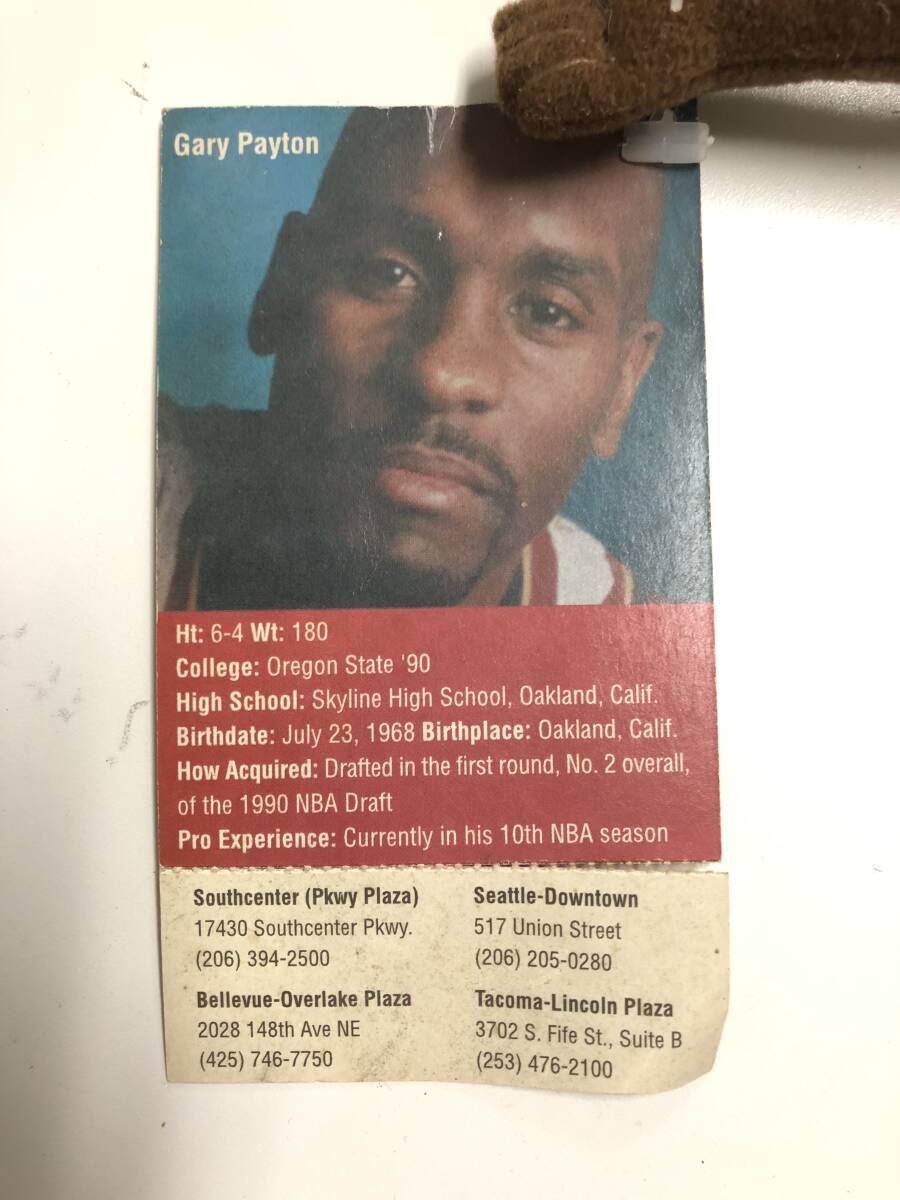 Gary Payton
Ht: 6-4 Wt: 180
College: Oregon State '90
High School: Skyline High School, Oakland, Calif.
Birthdate: July 23, 1968 Birthplace: Oakland, Calif.
How Acquired: Drafted in the first round, No. 2 overall,
of the 1990 NBA Draft
Pro Experience: Currently in his 10th NBA season
Southcenter (Pkwy Plaza)
17430 Southcenter Pkwy.
(206) 394-2500
Seattle-Downtown
517 Union Street
(206) 205-0280
Bellevue-Overlake Plaza
2028 148th Ave NE
(425) 746-7750
Tacoma-Lincoln Plaza
3702 S. Fife St., Suite B
(253) 476-2100